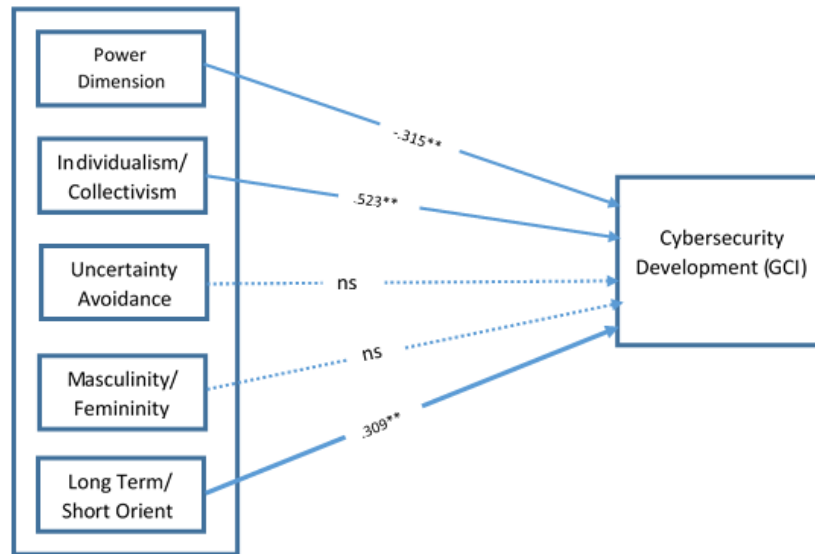 Power
Dimension
-.315**
Individualism/
Collectivism
.523**
Cybersecurity
Development (GCI)
Uncertainty
Avoidance
ns
Masculinity/
Femininity
ns
Long Term/
Short Orient
.309**